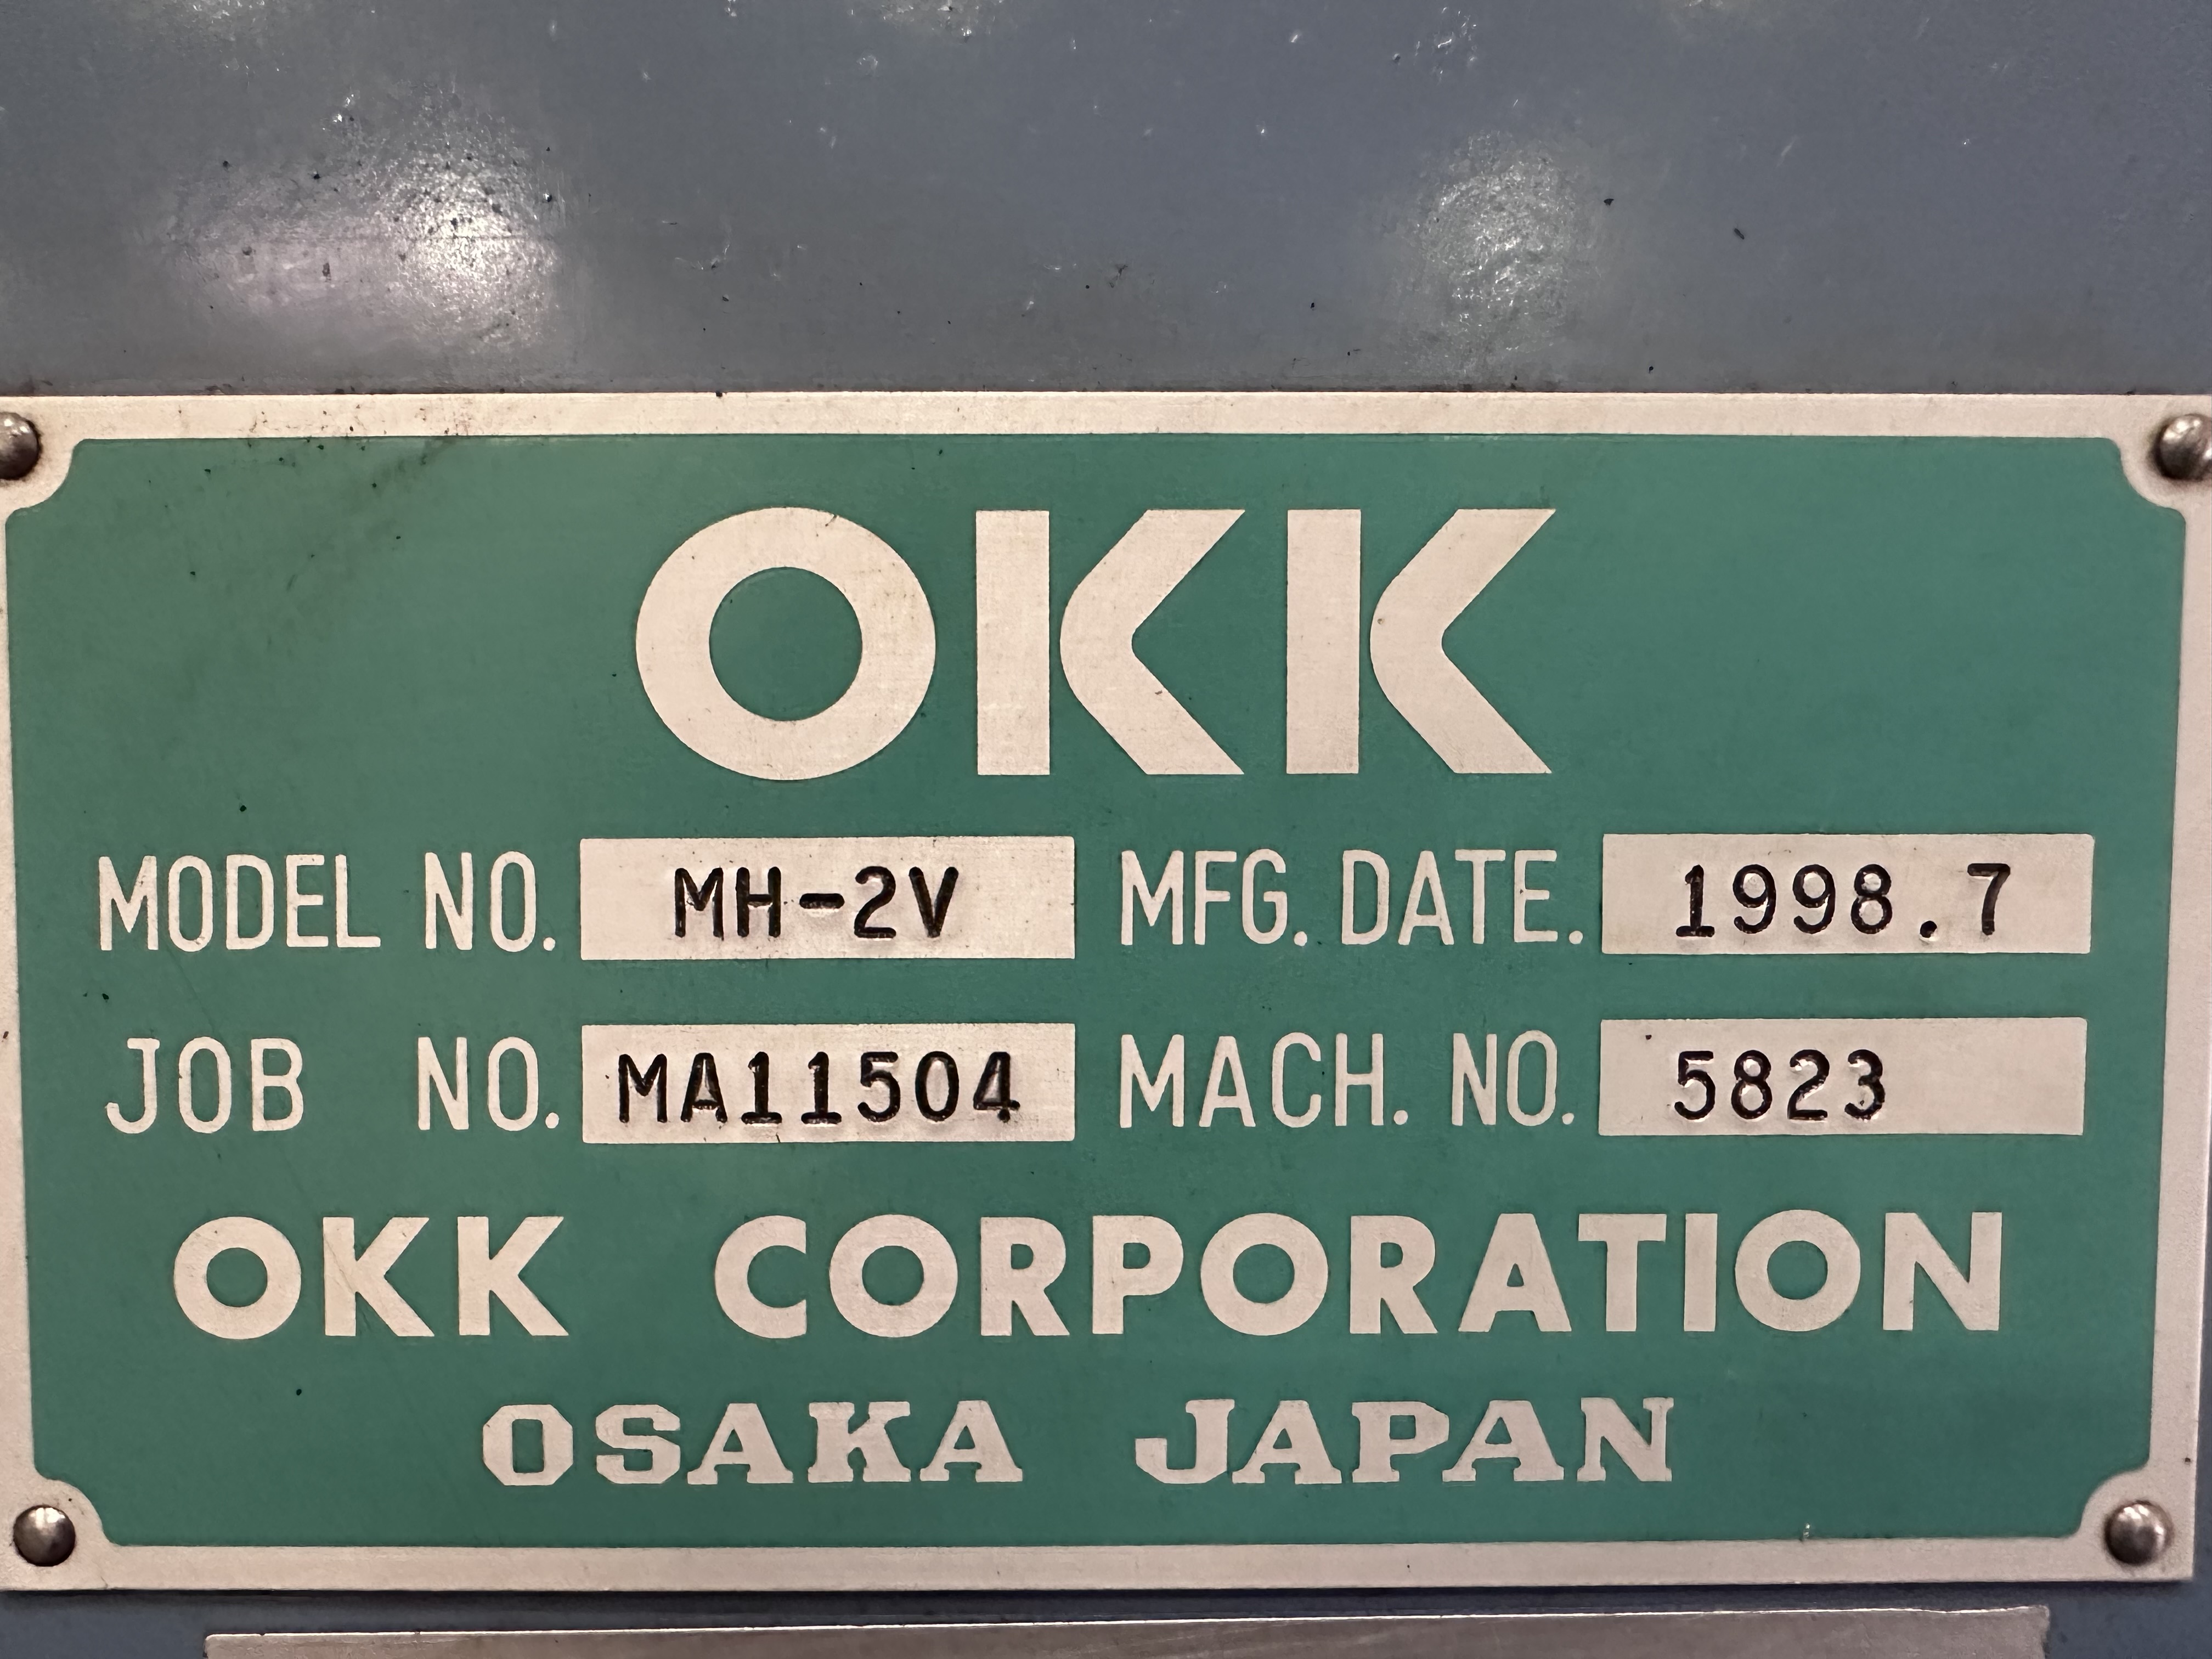 OKK
MODEL NO. MH-2V MFG. DATE. 1998.7
JOB NO. MA11504 MACH. NO. 5823
OKK CORPORATION
OSAKA JAPAN